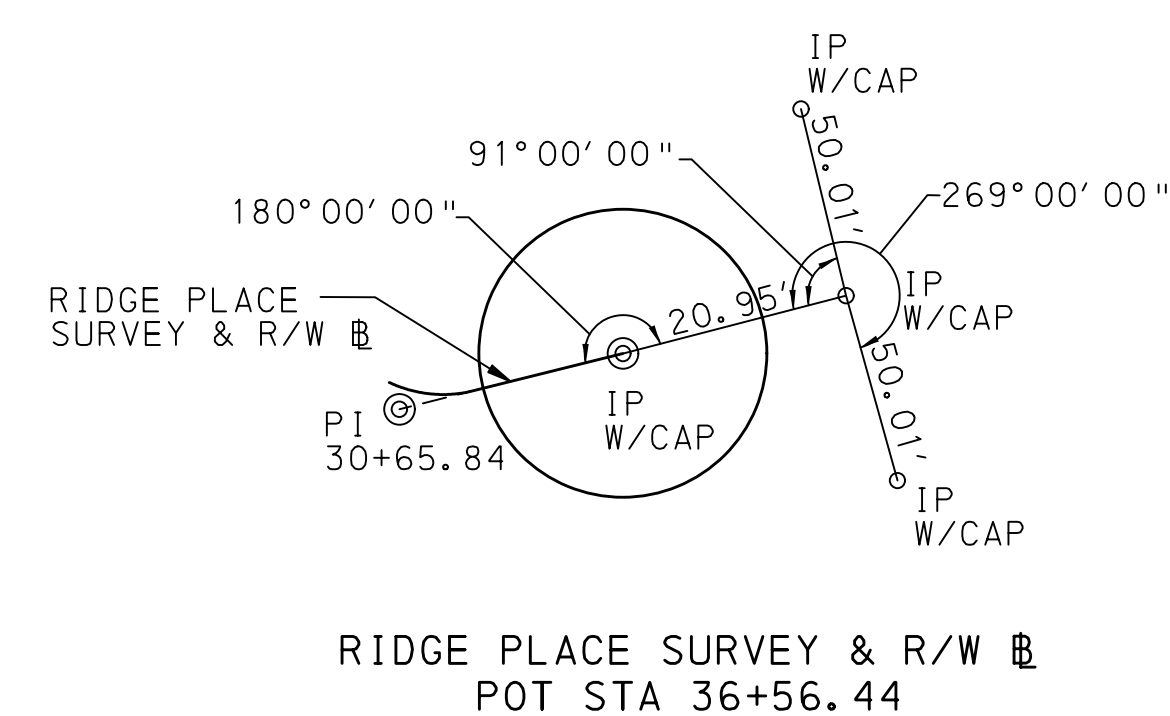 IP
W/CAP
50.01'
91°00'00"
269°00'00"
180°00'00"
RIDGE PLACE
SURVEY & R/W BL
20.95'
IP
W/CAP
50.01'
PI
30+65.84
IP
W/CAP
IP
W/CAP
RIDGE PLACE SURVEY & R/W BL
POT STA 36+56.44